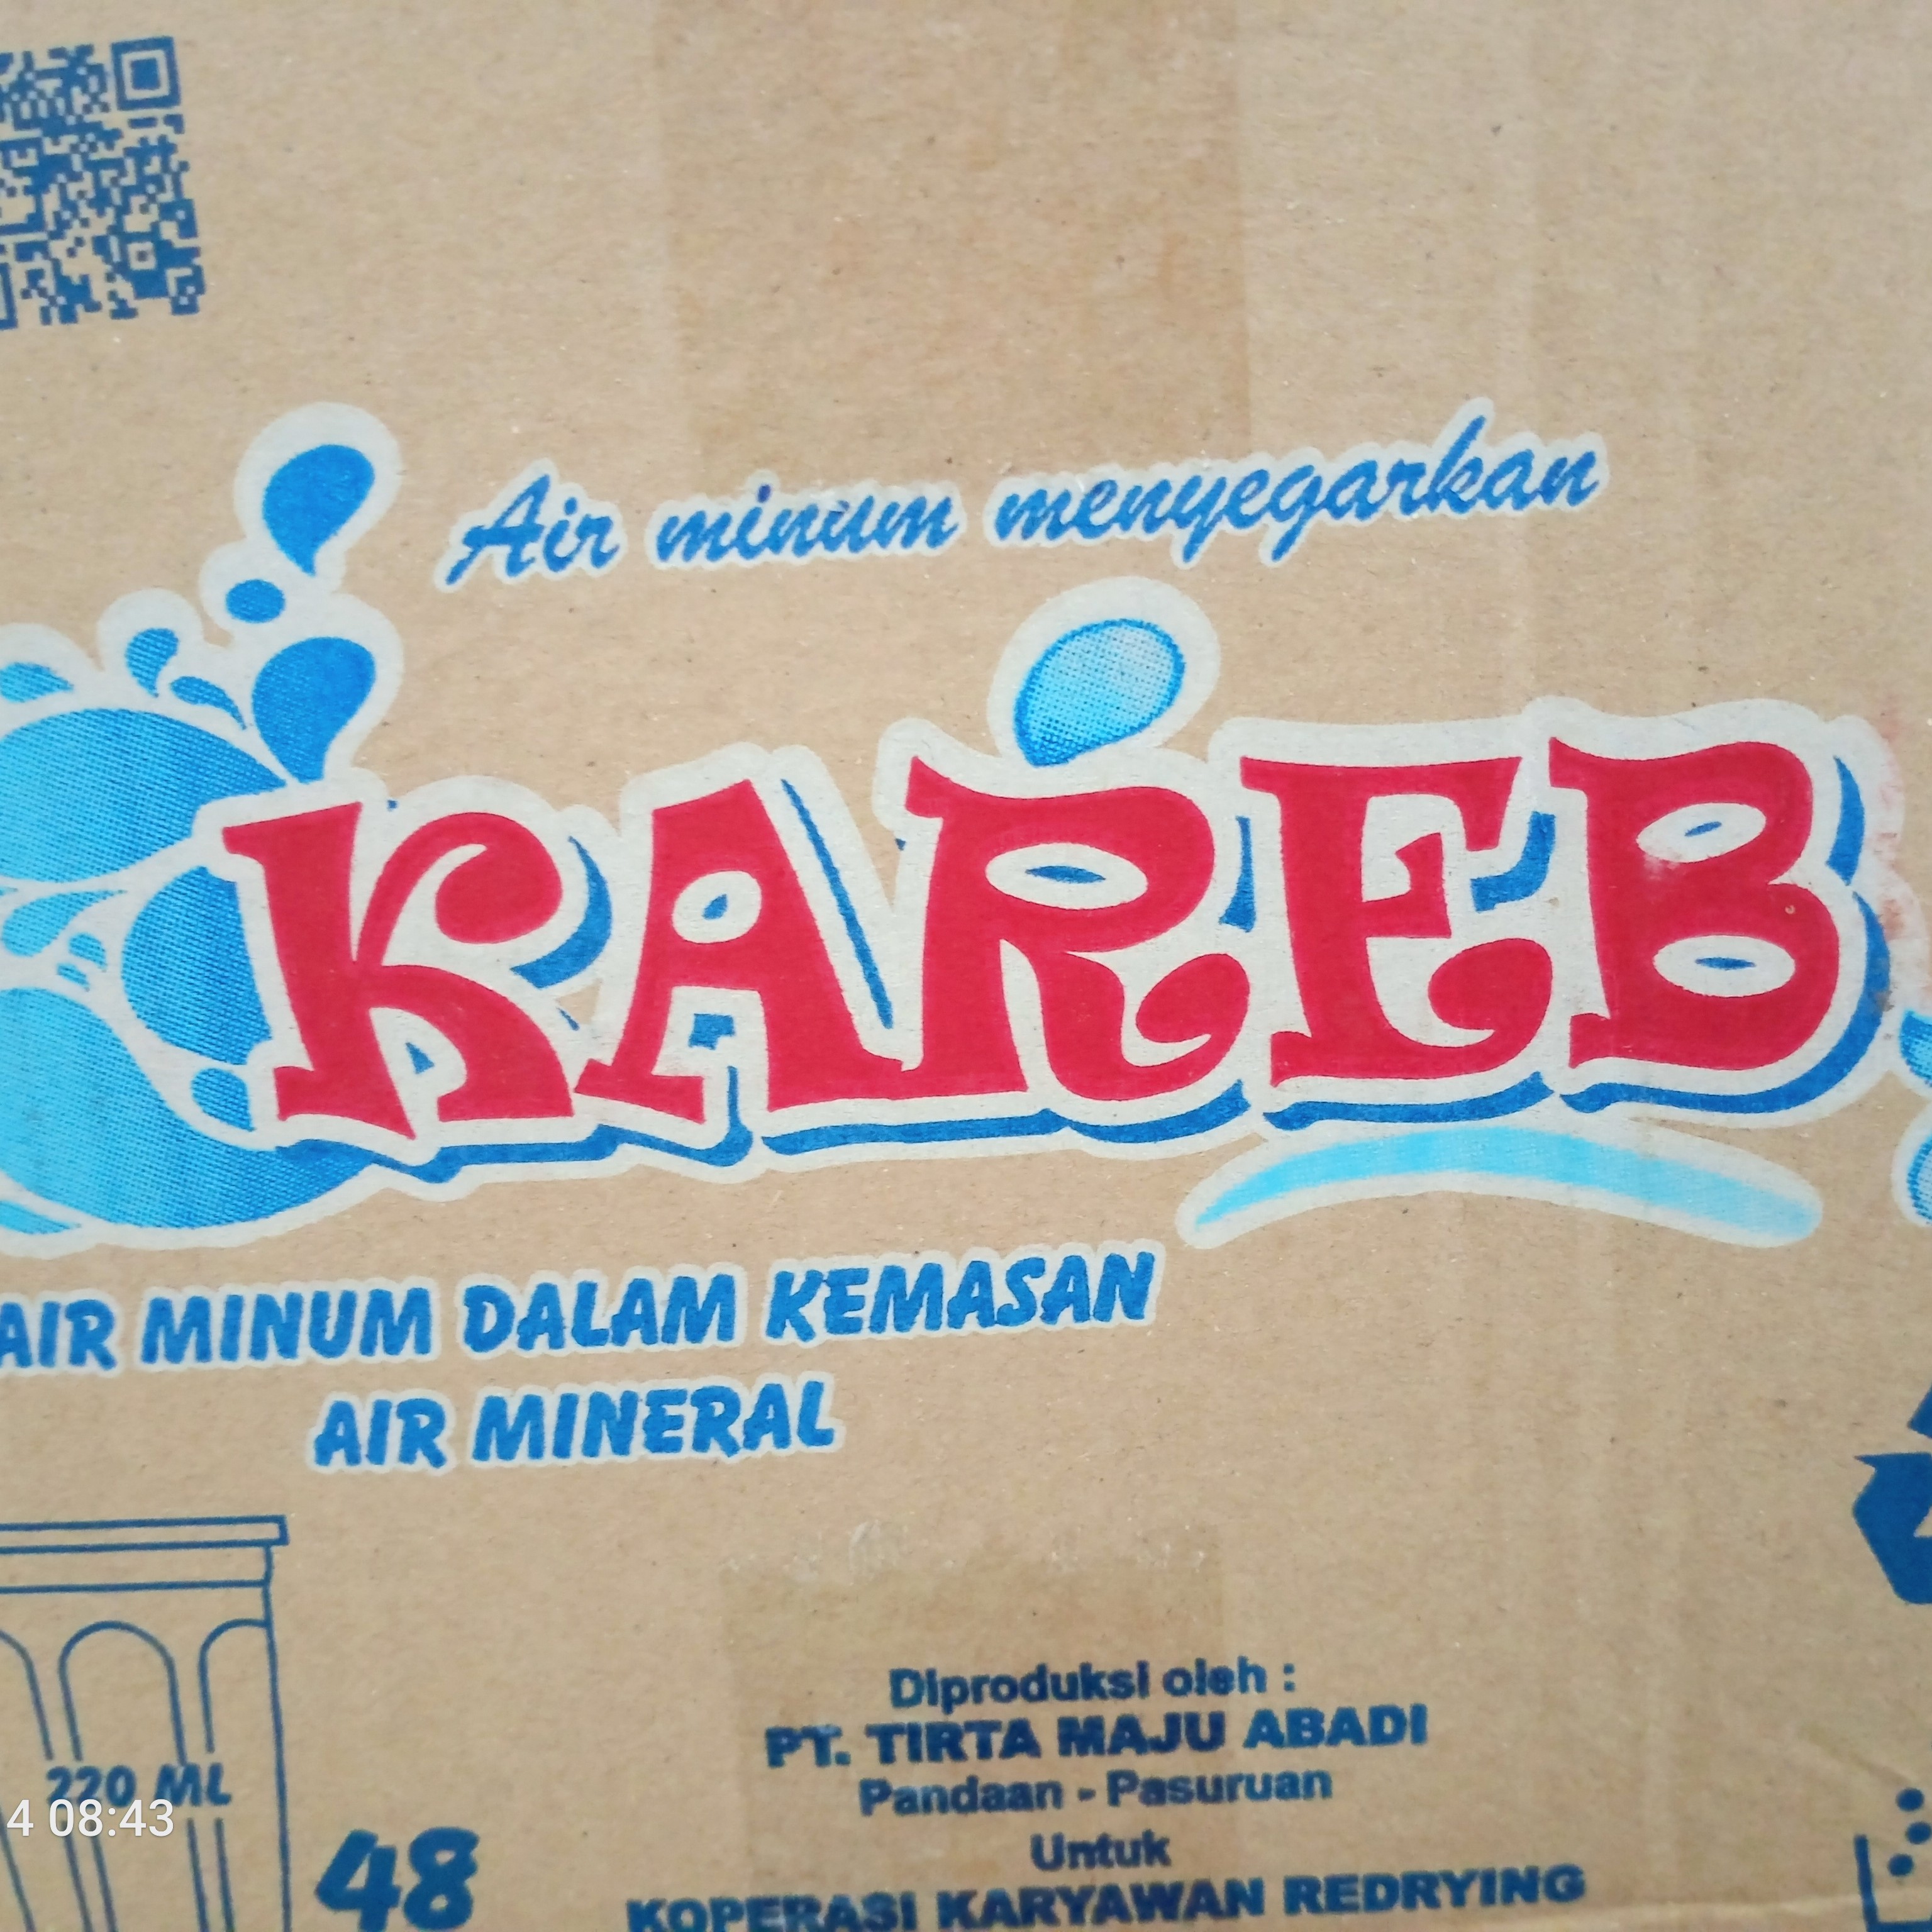 Air minum menyegarkan
KAREB
AIR MINUM DALAM KEMASAN
AIR MINERAL
220 ML
4 08:43
48
Diproduksi oleh :
PT. TIRTA MAJU ABADI
Pandaan - Pasuruan
Untuk
KOPERASI KARYAWAN REDRYING